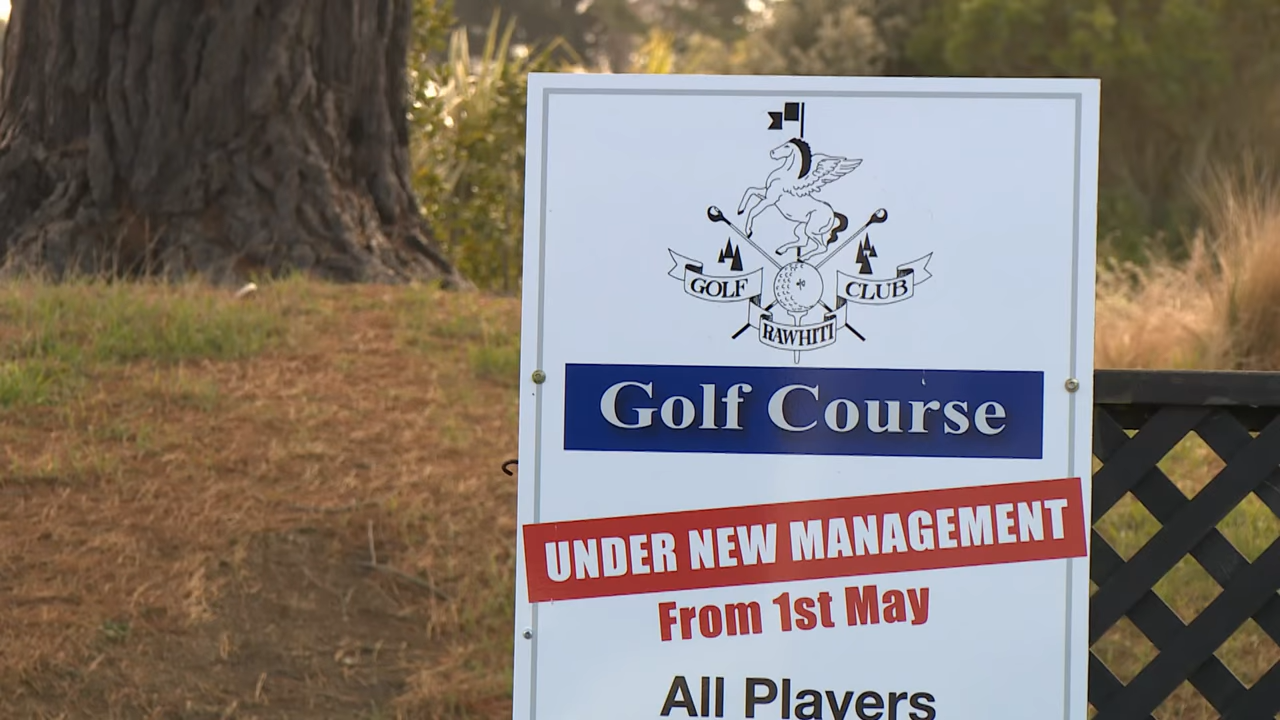 GOLF CLUB
RAWHITI
Golf Course
UNDER NEW MANAGEMENT
From 1st May
All Players